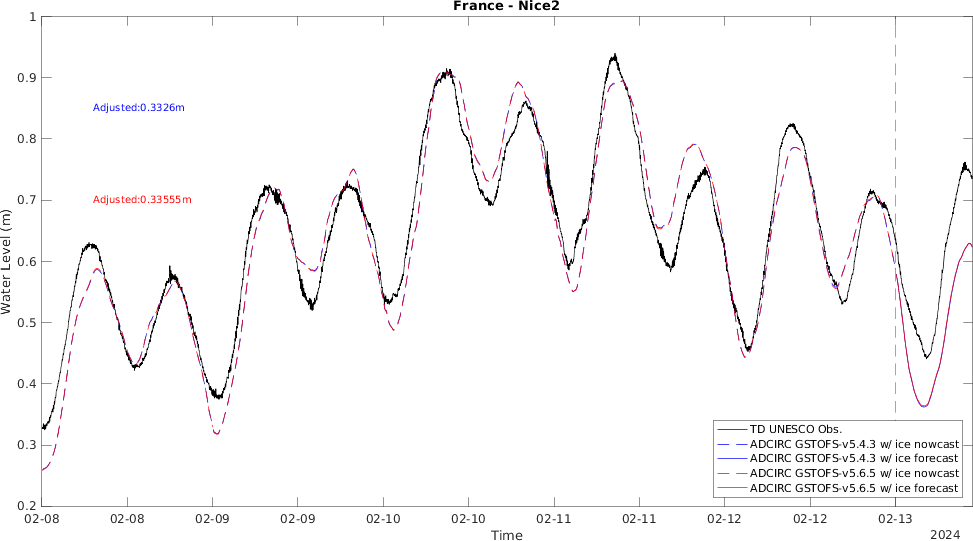 France - Nice2
1
0.9
0.8
0.7
0.6
0.5
0.4
0.3
0.2
Water Level (m)
Adjusted:0.3326m
Adjusted:0.33555m
TD UNESCO Obs.
ADCIRC GSTOFS-v5.4.3 w/ ice nowcast
ADCIRC GSTOFS-v5.4.3 w/ ice forecast
ADCIRC GSTOFS-v5.6.5 w/ ice nowcast
ADCIRC GSTOFS-v5.6.5 w/ ice forecast
02-08 02-08 02-09 02-09 02-10 02-10 02-11 02-11 02-12 02-12 02-13
Time
2024